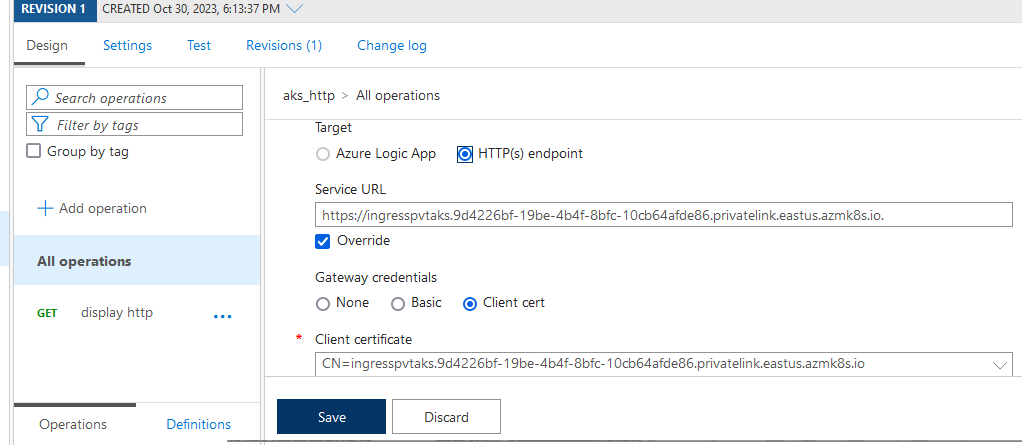 REVISION 1 CREATED Oct 30, 2023, 6:13:37 PM
Design Settings Test Revisions (1) Change log
Search operations
Filter by tags
Group by tag
Add operation
All operations
GET display http ...
Operations Definitions
aks_http > All operations
Target
Azure Logic App HTTP(s) endpoint
Service URL
https://ingresspvtaks.9d4226bf-19be-4b4f-8bfc-10cb64afde86.privatelink.eastus.azmk8s.io.
Override
Gateway credentials
None Basic Client cert
* Client certificate
CN=ingresspvtaks.9d4226bf-19be-4b4f-8bfc-10cb64afde86.privatelink.eastus.azmk8s.io
Save Discard